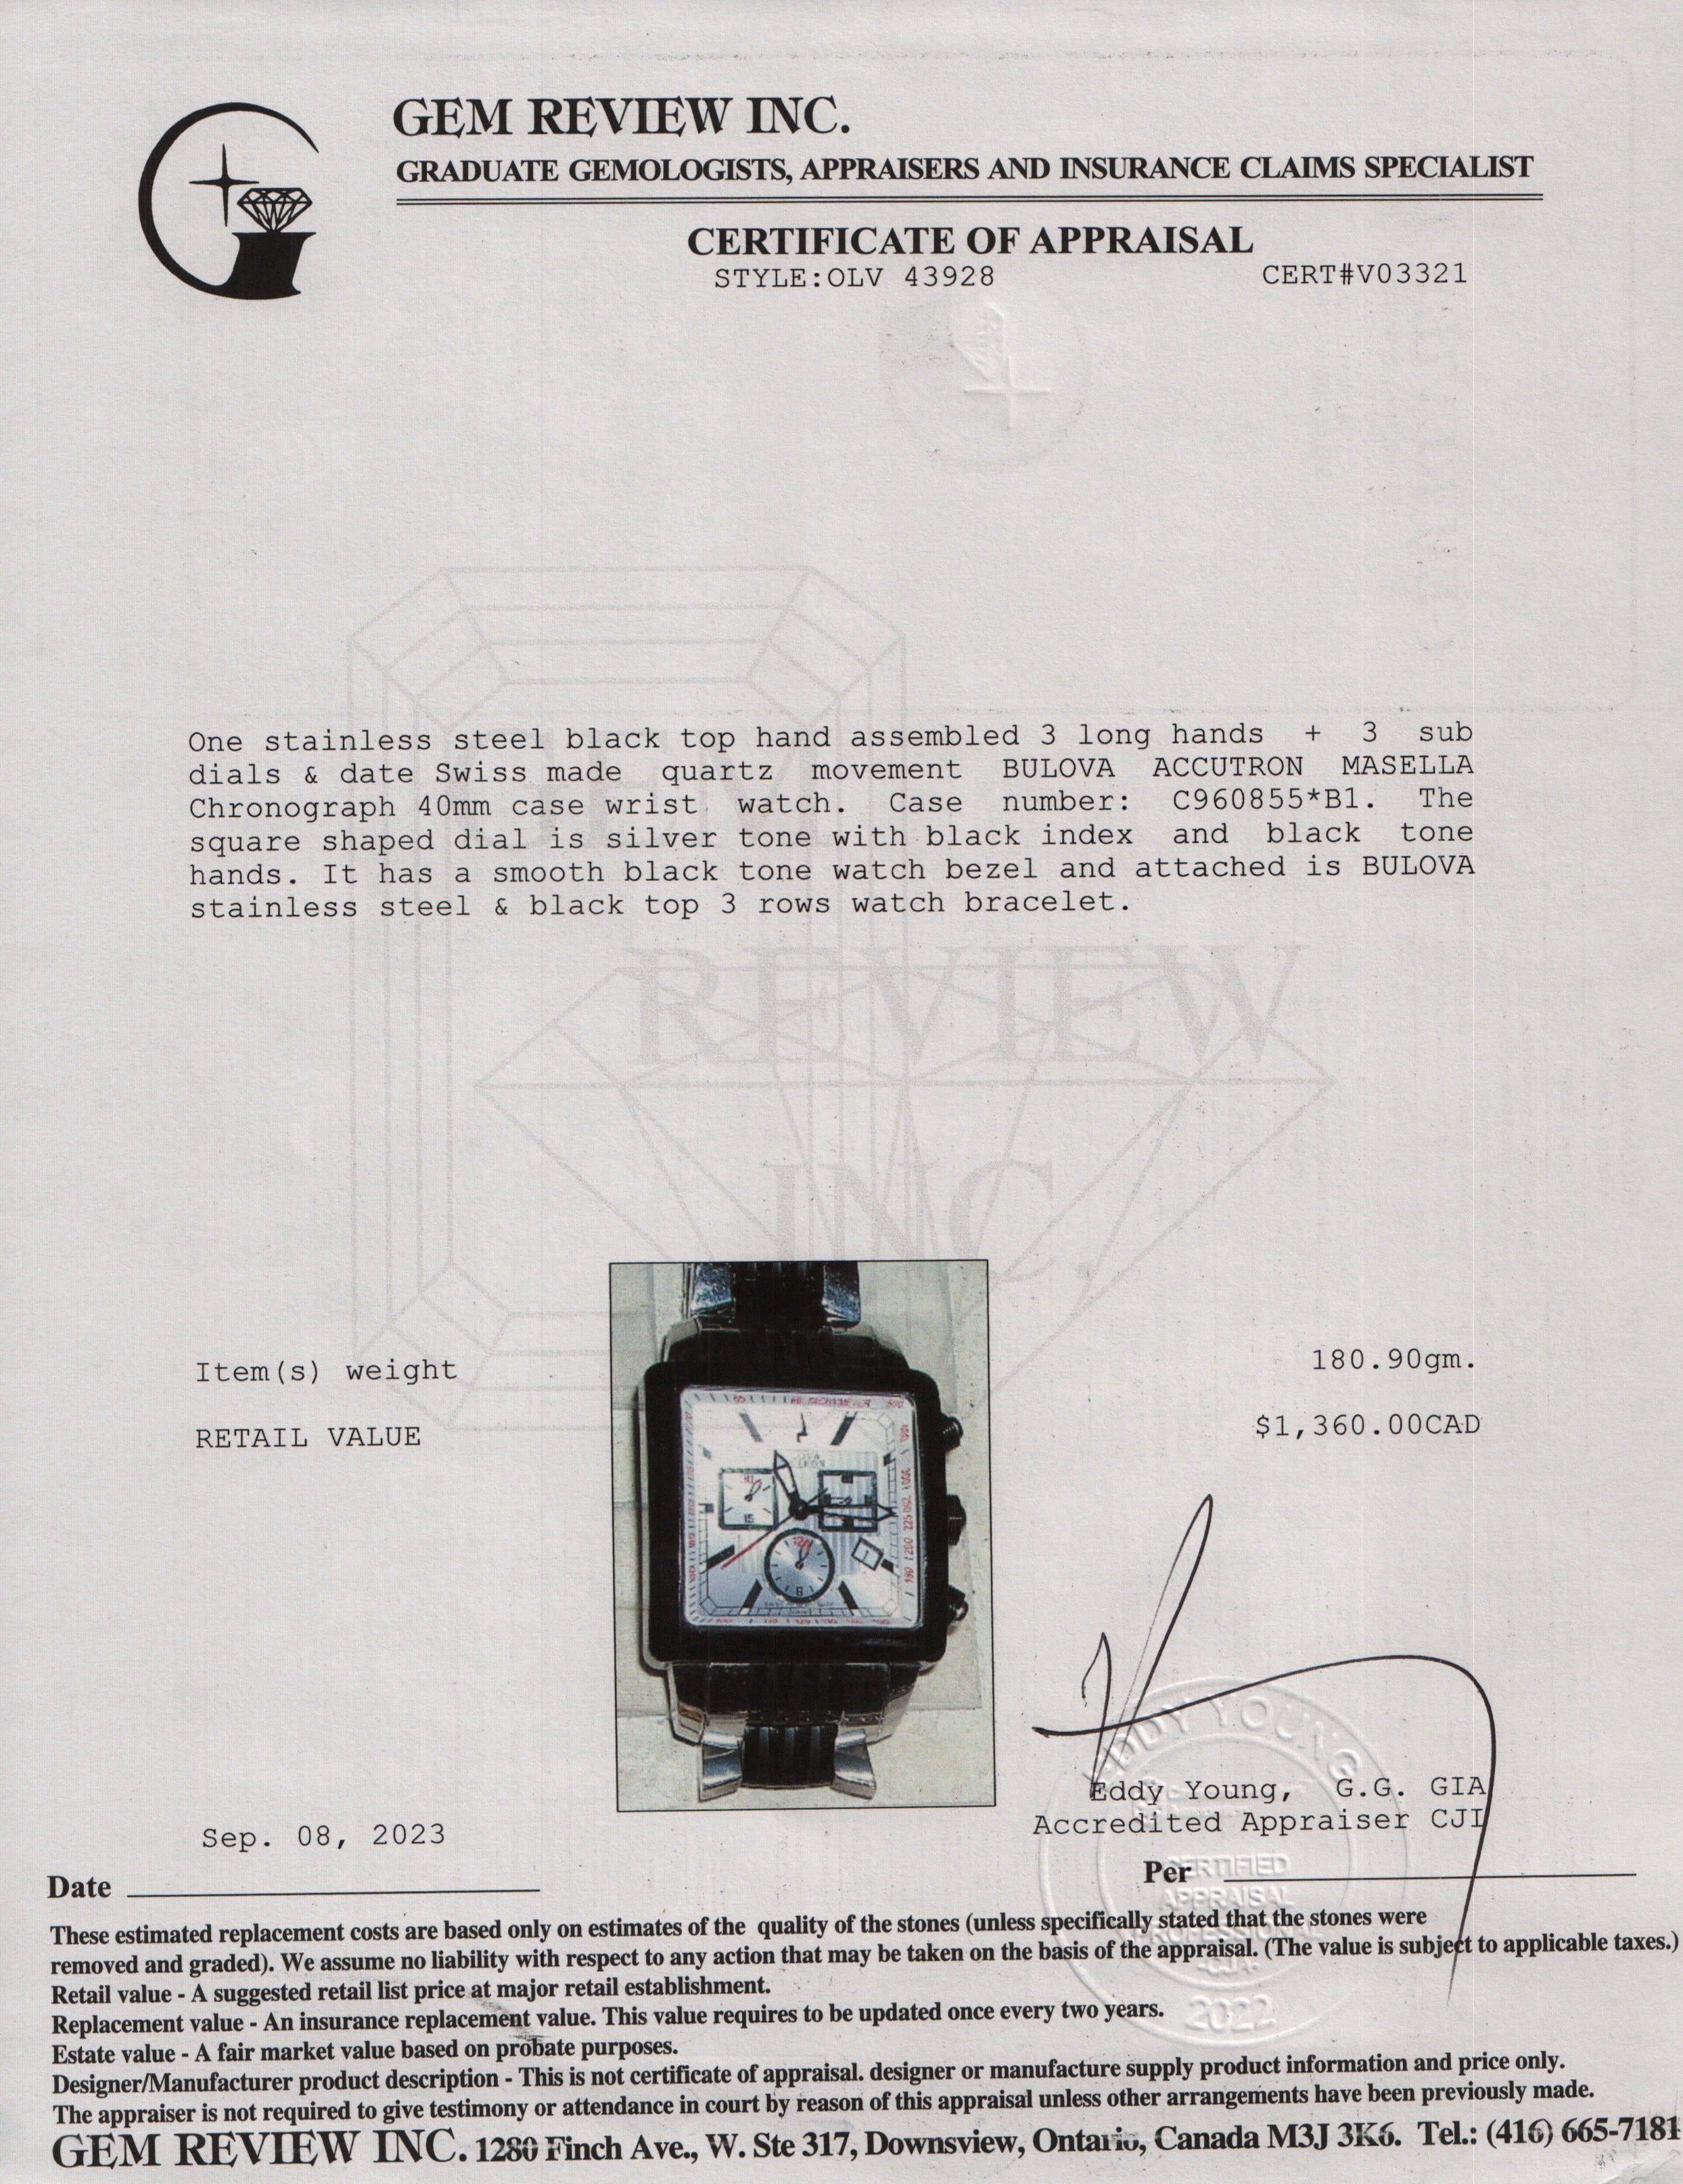 GEM REVIEW INC.
GRADUATE GEMOLOGISTS, APPRAISERS AND INSURANCE CLAIMS SPECIALIST
CERTIFICATE OF APPRAISAL
STYLE:OLV 43928 CERT#V03321
One stainless steel black top hand assembled 3 long hands + 3 sub
dials & date Swiss made quartz movement BULOVA ACCUTRON MASELLA
Chronograph 40mm case wrist watch. Case number: C960855*B1. The
square shaped dial is silver tone with black index and black tone
hands. It has a smooth black tone watch bezel and attached is BULOVA
stainless steel & black top 3 rows watch bracelet.
REVIEW
INC.
Item(s) weight 180.90gm.
RETAIL VALUE $1,360.00CAD
EDDY YOUNG
Eddy Young, G.G. GIA
Accredited Appraiser CJI
Sep. 08, 2023
Date
Per
CERTIFIED
APPRAISAL
PROFESSIONAL
2022
These estimated replacement costs are based only on estimates of the quality of the stones (unless specifically stated that the stones were
removed and graded). We assume no liability with respect to any action that may be taken on the basis of the appraisal. (The value is subject to applicable taxes.)
Retail value - A suggested retail list price at major retail establishment.
Replacement value - An insurance replacement value. This value requires to be updated once every two years.
Estate value - A fair market value based on probate purposes.
Designer/Manufacturer product description - This is not certificate of appraisal. designer or manufacture supply product information and price only.
The appraiser is not required to give testimony or attendance in court by reason of this appraisal unless other arrangements have been previously made.
GEM REVIEW INC. 1280 Finch Ave., W. Ste 317, Downsview, Ontario, Canada M3J 3K6. Tel.: (416) 665-7181